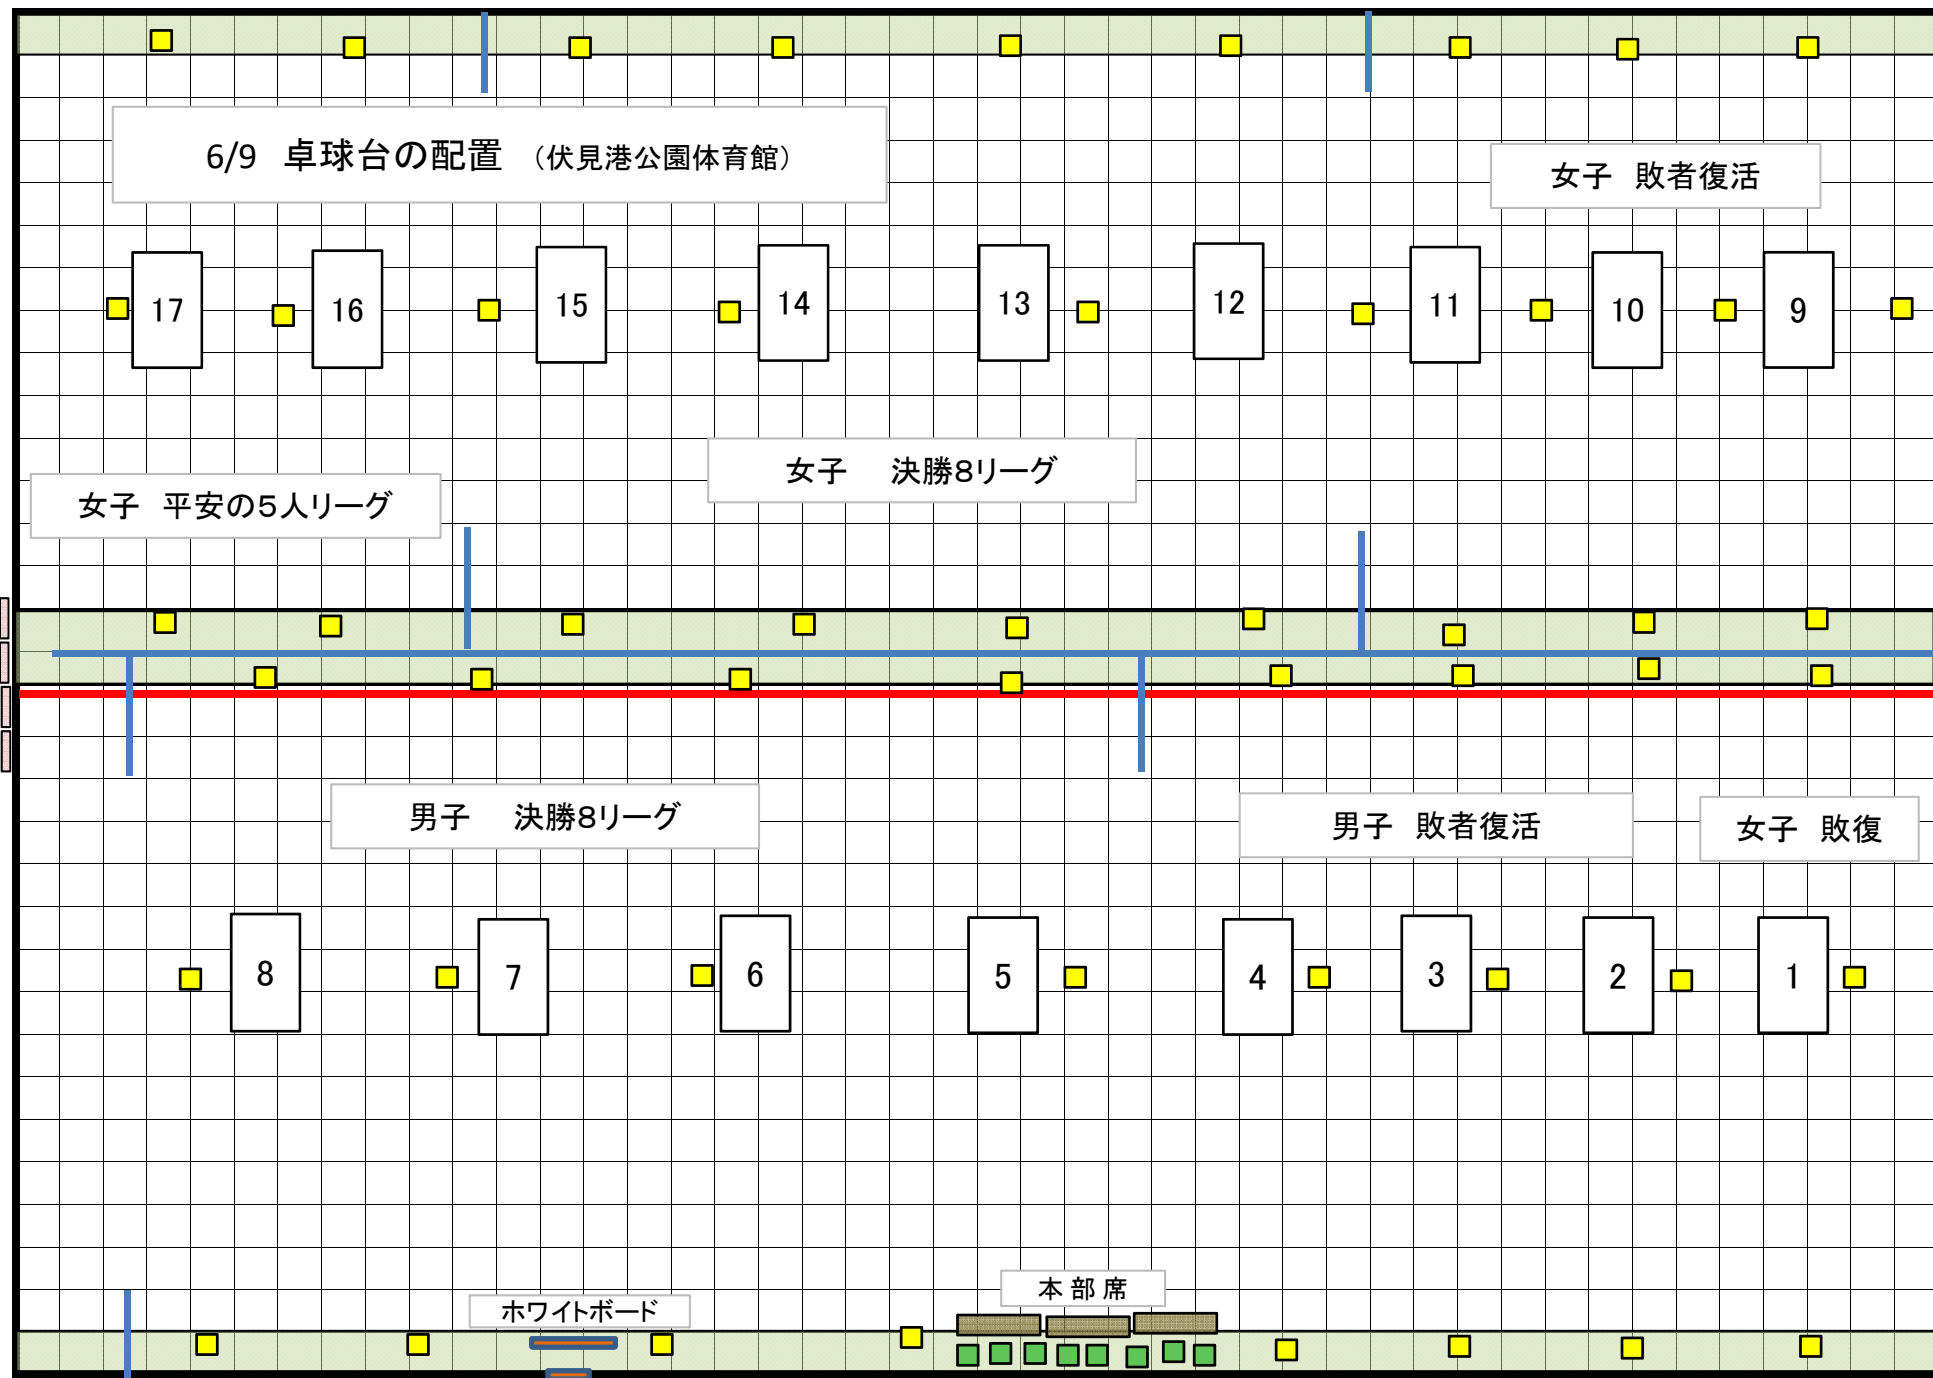 6/9　卓球台の配置　（伏見港公園体育館）
女子　敗者復活
17　16　15　14　13　12　11　10　9
女子　　決勝8リーグ
女子　平安の5人リーグ
男子　　決勝8リーグ
男子　敗者復活
女子　敗復
8　7　6　5　4　3　2　1
本 部 席
ホワイトボード